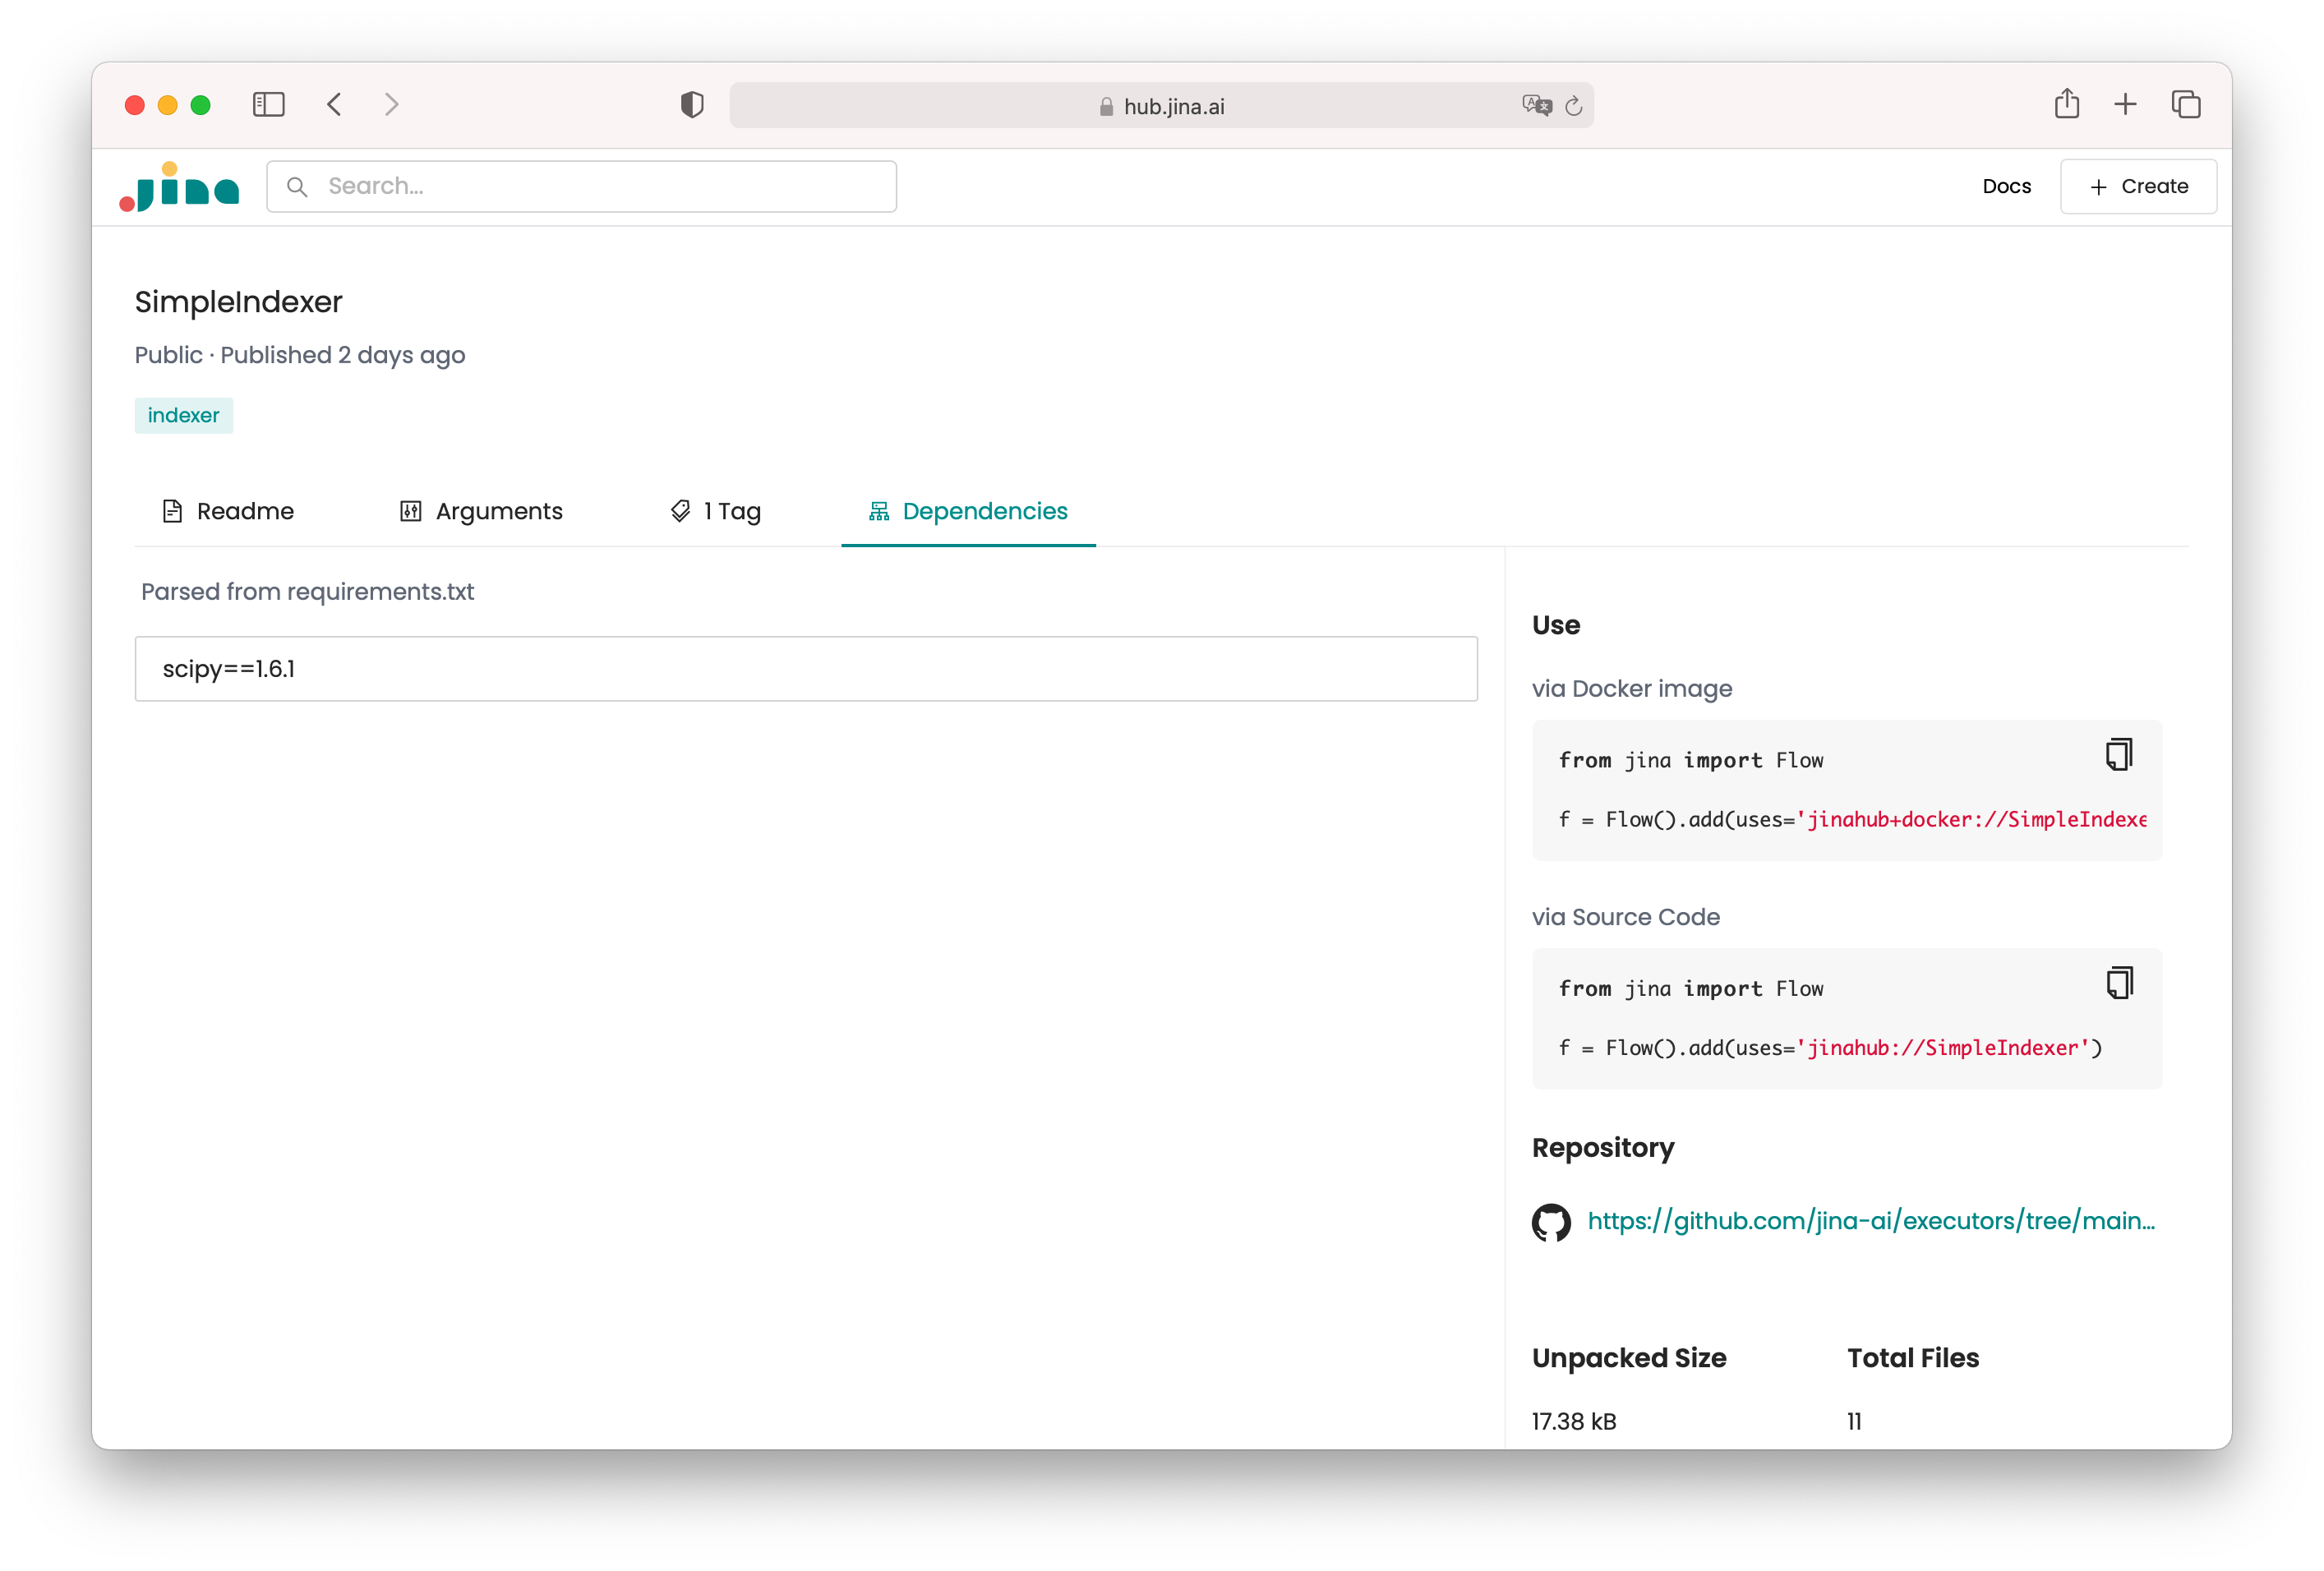 hub.jina.ai
jina
Search...
Docs
+ Create
SimpleIndexer
Public · Published 2 days ago
indexer
Readme
Arguments
1 Tag
Dependencies
Parsed from requirements.txt
scipy==1.6.1
Use
via Docker image
from jina import Flow
f = Flow().add(uses='jinahub+docker://SimpleIndexe
via Source Code
from jina import Flow
f = Flow().add(uses='jinahub://SimpleIndexer')
Repository
https://github.com/jina-ai/executors/tree/main...
Unpacked Size
Total Files
17.38 kB
11